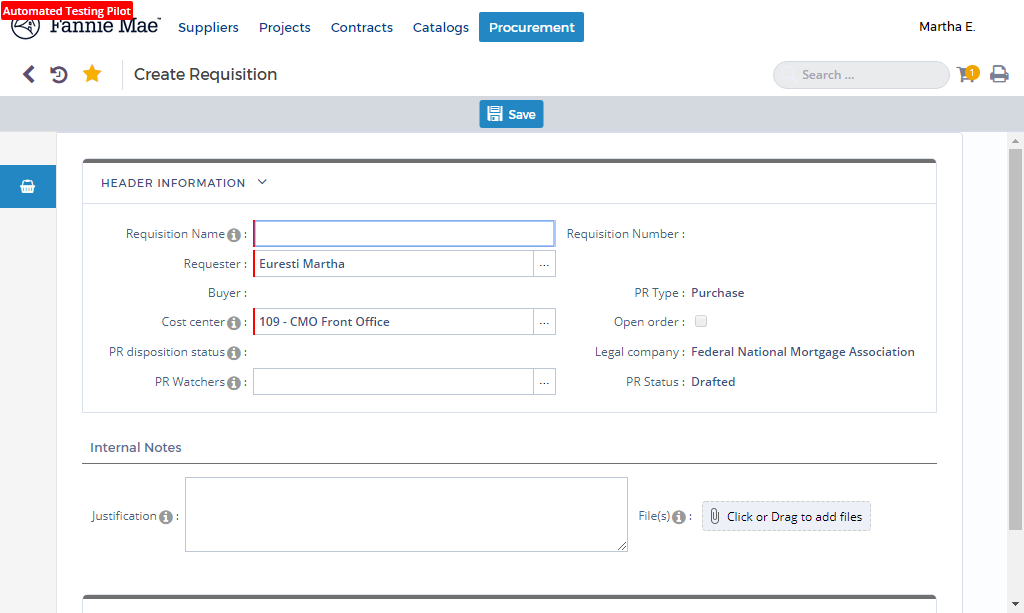 Automated Testing Pilot
Fannie Mae™
Suppliers Projects Contracts Catalogs Procurement Martha E.
Create Requisition Search ... 1
Save
HEADER INFORMATION
Requisition Name : Requisition Number :
Requester : Euresti Martha ...
Buyer : PR Type : Purchase
Cost center : 109 - CMO Front Office ... Open order :
PR disposition status : Legal company : Federal National Mortgage Association
PR Watchers : ... PR Status : Drafted
Internal Notes
Justification : File(s) : Click or Drag to add files